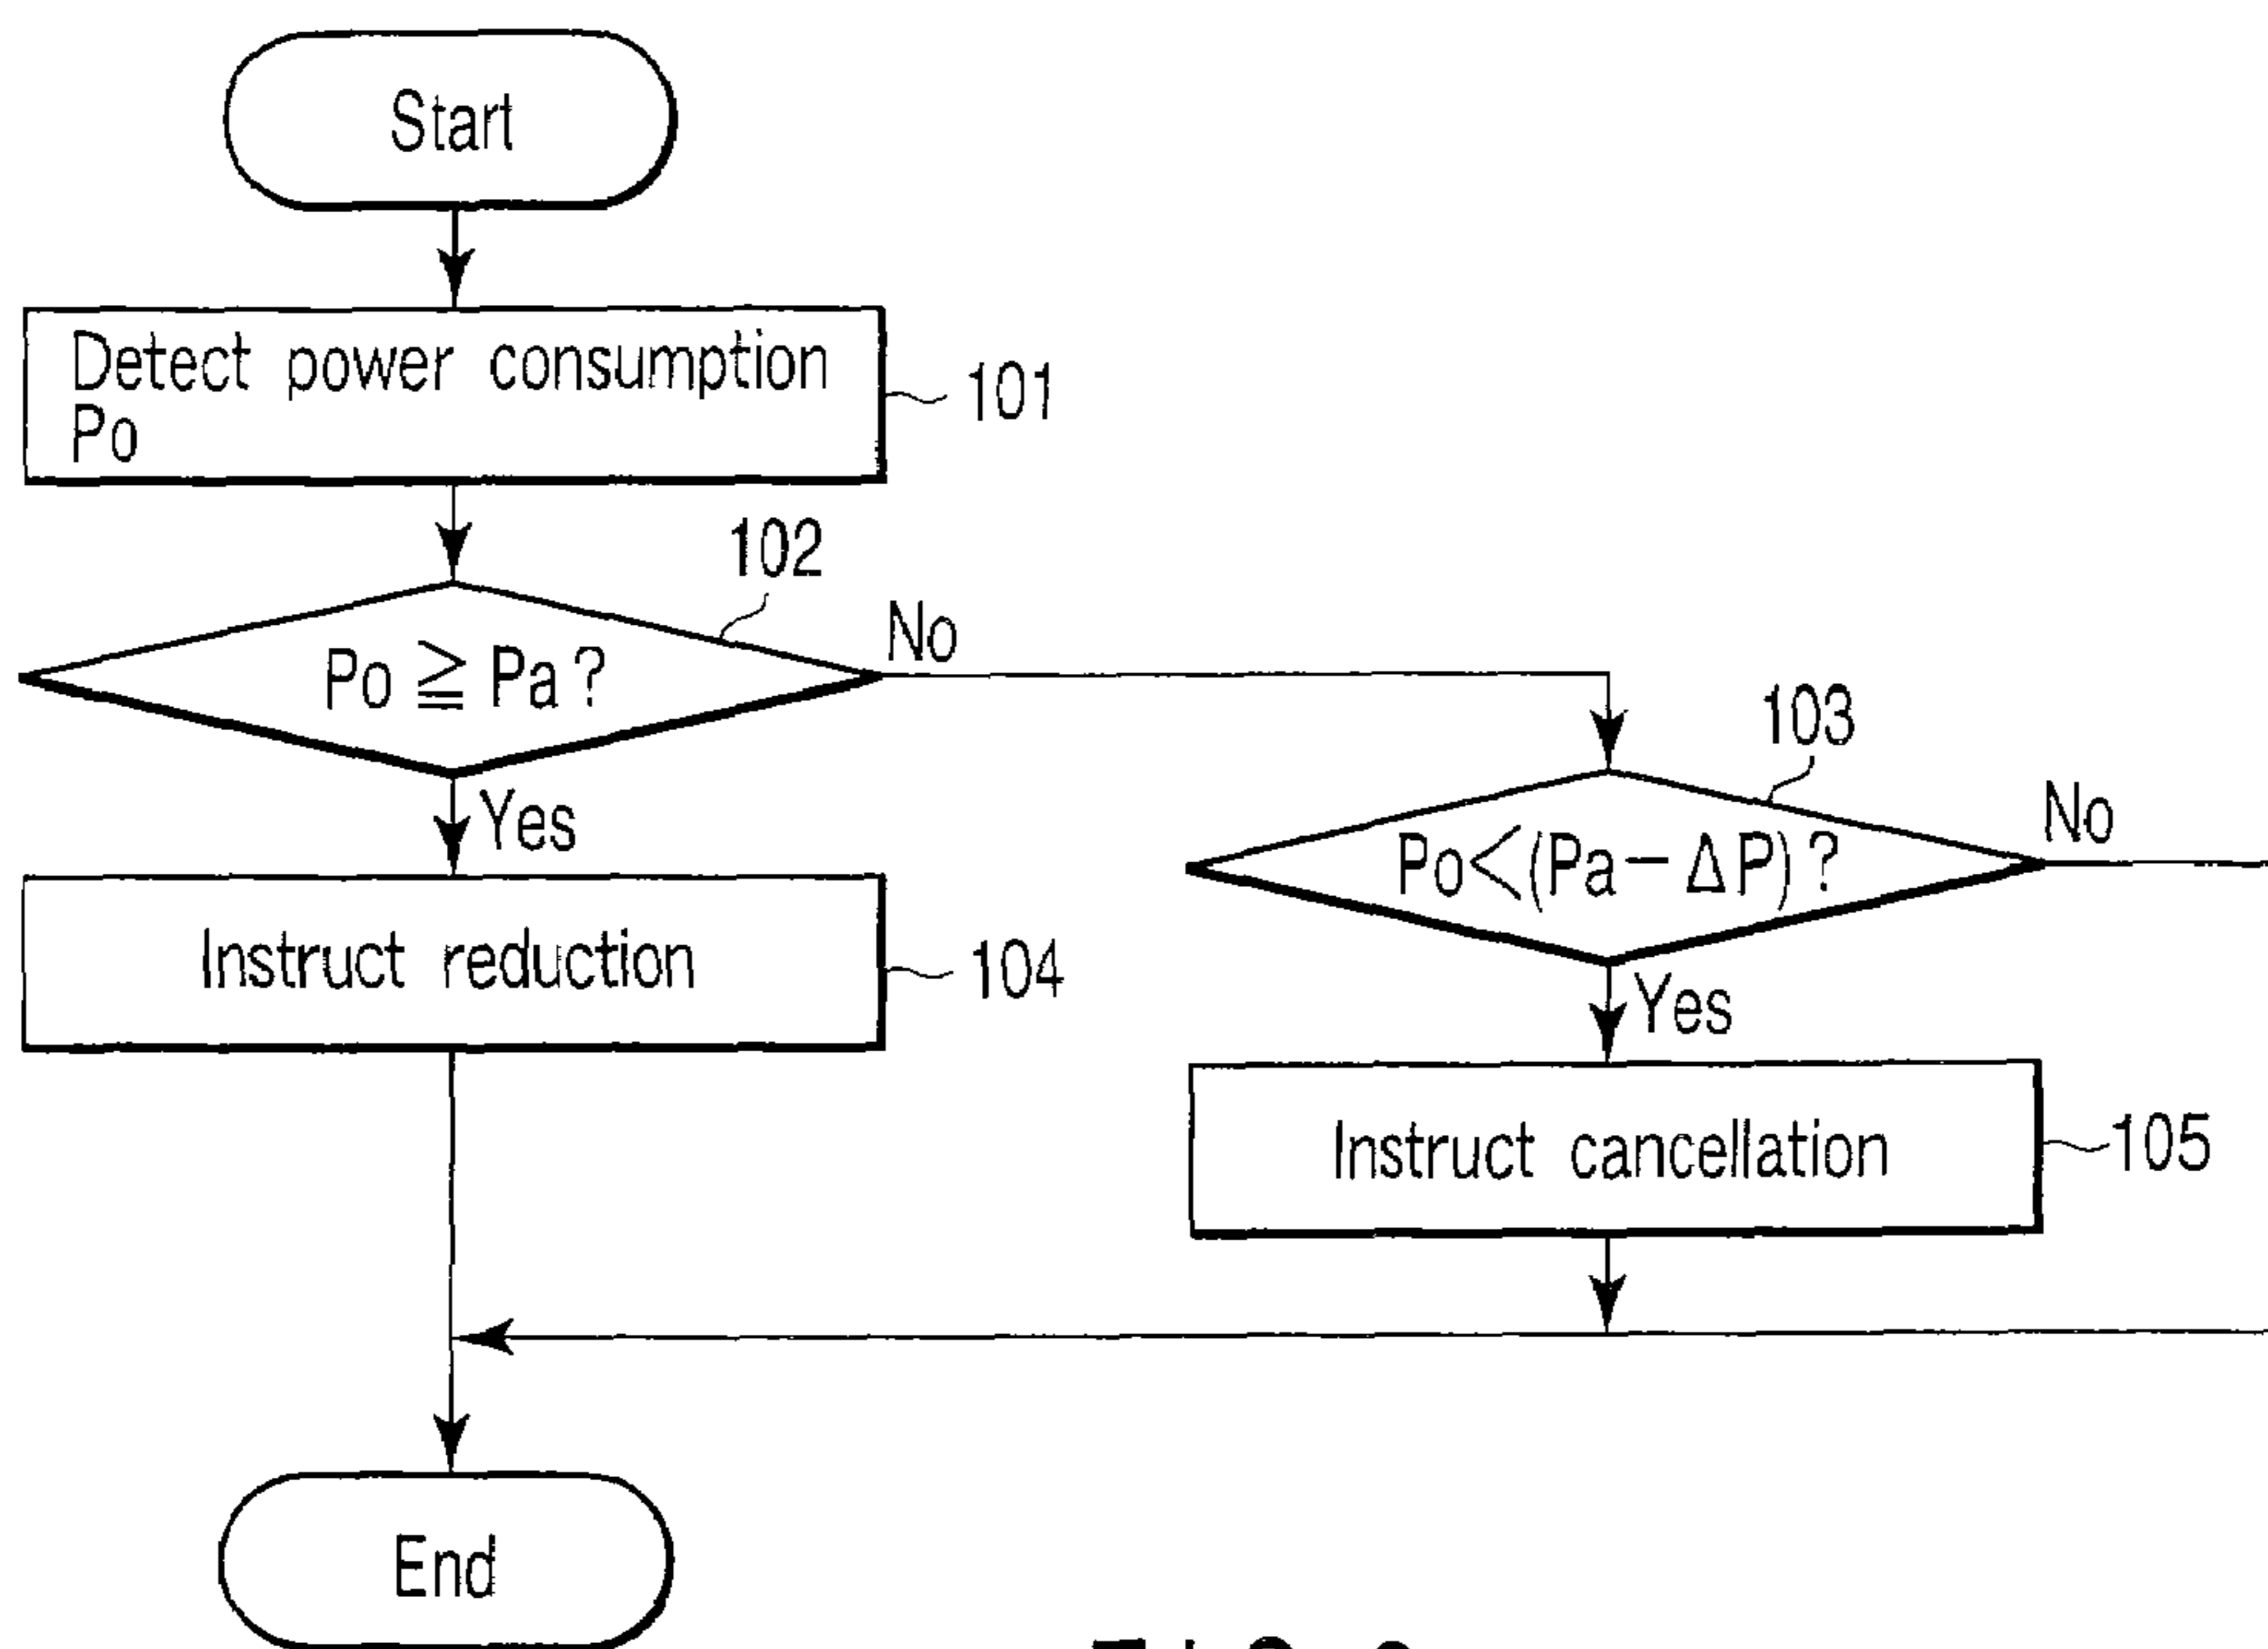 Start
Detect power consumption
Po
101
102
Po ≧ Pa ?
No
Yes
103
Po<(Pa− ΔP) ?
No
Yes
Instruct reduction
104
Instruct cancellation
105
End